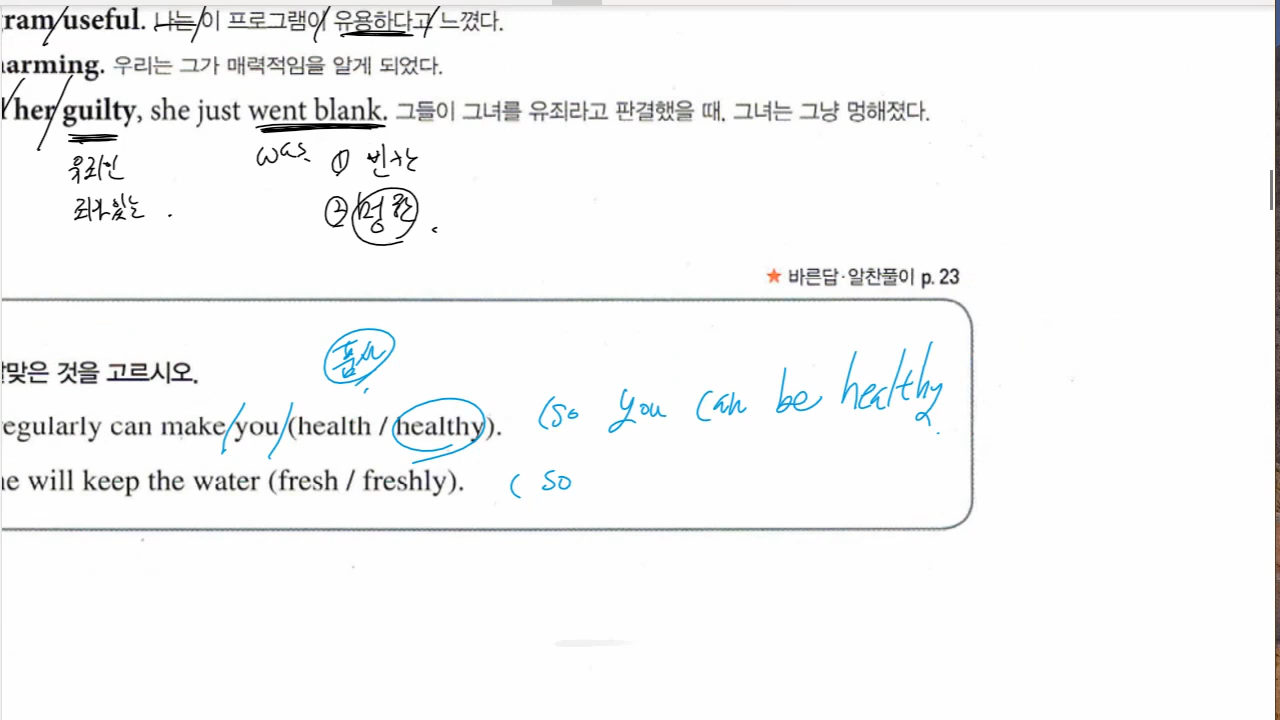 ram/useful. 나는/이 프로그램이/유용하다고/느꼈다.
arming. 우리는 그가 매력적임을 알게 되었다.
/her/guilty, she just went blank. 그들이 그녀를 유죄라고 판결했을 때, 그녀는 그냥 멍해졌다.
유죄인
죄가 있는.
was
①
②
★ 바른답·알찬풀이 p. 23
알맞은 것을 고르시오.
egularly can make/you/(health / healthy). (so you can be healthy.
e will keep the water (fresh / freshly). ( so